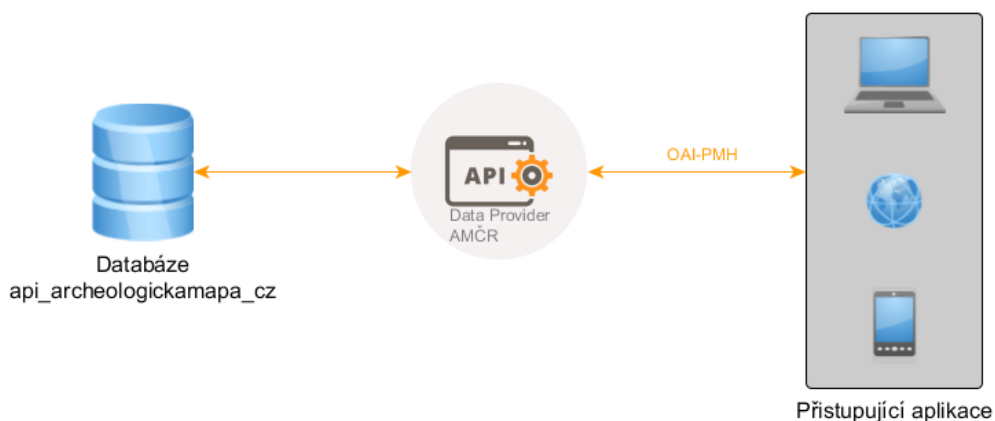 Databáze
api_archeologickamapa_cz
API
Data Provider
AMČR
OAI-PMH
Přistupující aplikace